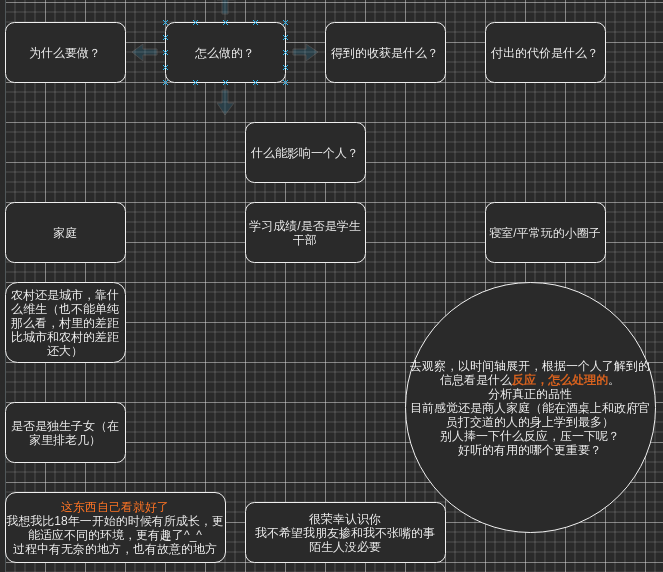 为什么要做？
怎么做的？
得到的收获是什么？
付出的代价是什么？
什么能影响一个人？
家庭
学习成绩/是否是学生
干部
寝室/平常玩的小圈子
农村还是城市，靠什
么维生（也不能单纯
那么看，村里的差距
比城市和农村的差距
还大）
去观察，以时间轴展开，根据一个人了解到的
信息看是什么反应，怎么处理的。
分析真正的品性
目前感觉还是商人家庭（能在酒桌上和政府官
员打交道的人的身上学到最多）
别人捧一下什么反应，压一下呢？
好听的有用的哪个更重要？
是否是独生子女（在
家里排老几）
这东西自己看就好了
我想我比18年一开始的时候有所成长，更
能适应不同的环境，更有趣了^_^
过程中有无奈的地方，也有故意的地方
很荣幸认识你
我不希望我朋友掺和我不张嘴的事
陌生人没必要